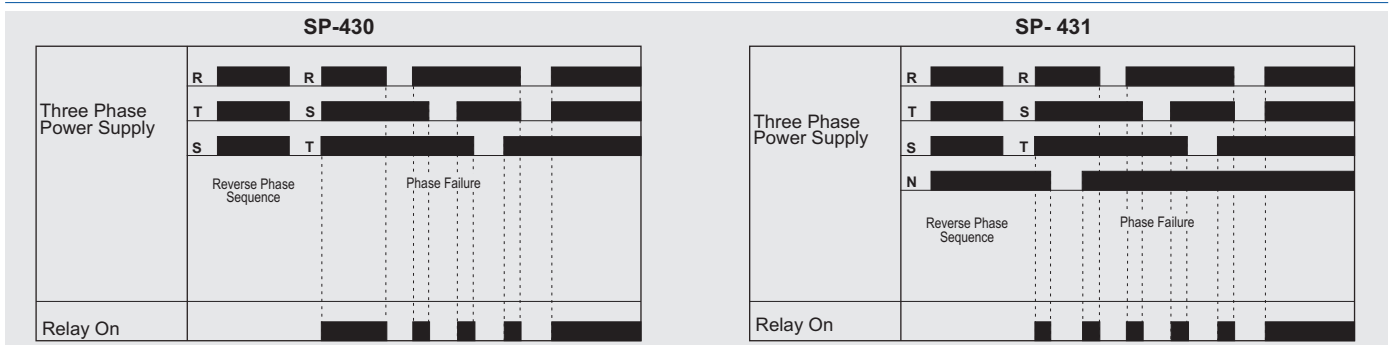 SP-430
R R
Three Phase
Power Supply
T S
S T
Reverse Phase
Sequence
Phase Failure
Relay On
SP- 431
R R
Three Phase
Power Supply
T S
S T
N
Reverse Phase
Sequence
Phase Failure
Relay On